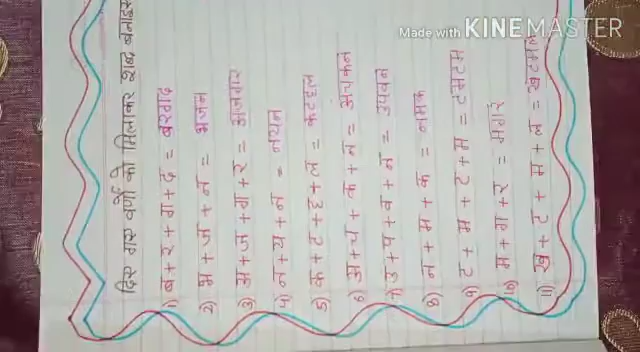 Made with KINEMASTER
दिए गए वर्णों को मिलाकर शब्द बनाइए
1) ब+र+ग+द = बरगद
2) भ+ज+न = भजन
3) अ+ज+ग+र = अजगर
4) न+य+न = नयन
5) क+ट+ह+ल = कटहल
6) अ+च+क+न = अचकन
7) उ+प+व+न = उपवन
8) न+म+क = नमक
9) ट+म+ट+म = टमटम
10) म+ग+र = मगर
11) ख+ट+म+ल = खटमल